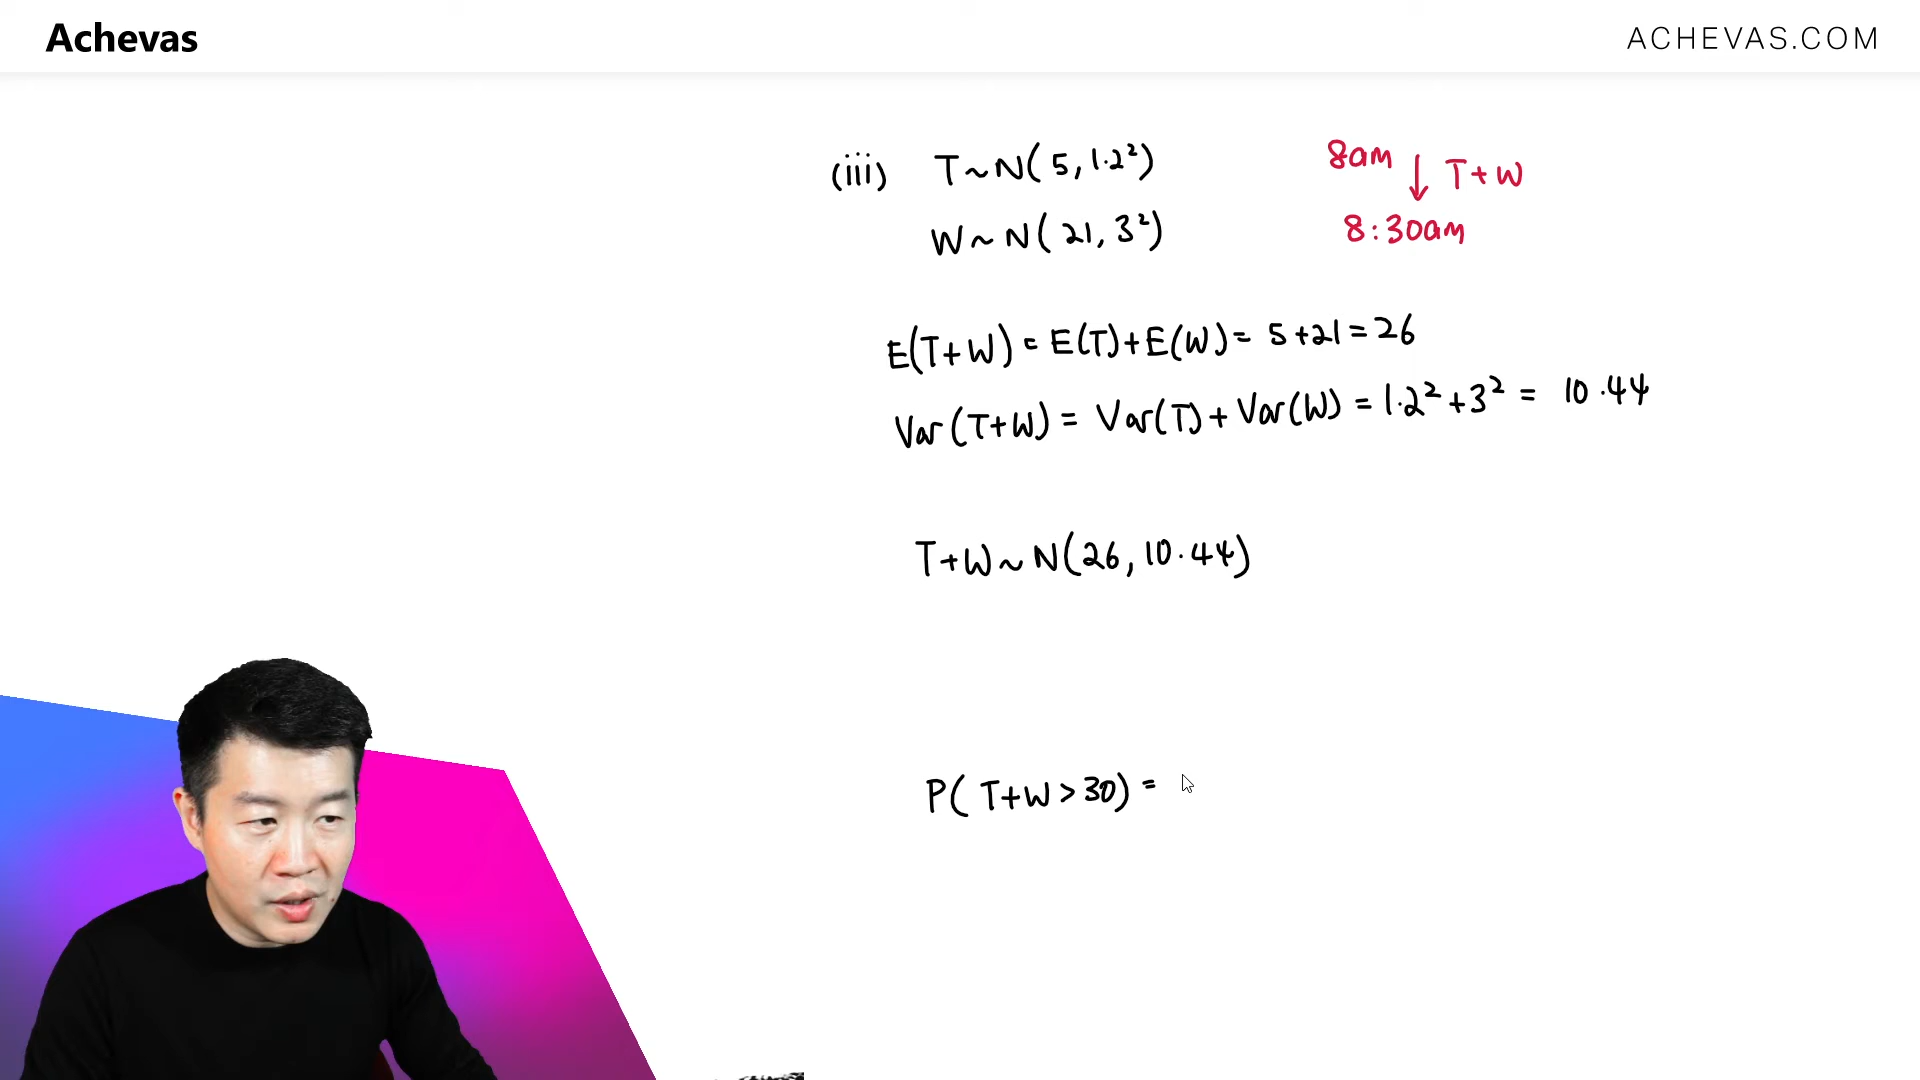 Achevas
ACHEVAS.COM
(iii) T~N(5, 1.2²)
W~N(21, 3²)
8am
↓ T+W
8:30am
E(T+W) = E(T)+E(W) = 5+21 = 26
Var(T+W) = Var(T)+Var(W) = 1.2²+3² = 10.44
T+W~N(26, 10.44)
P(T+W>30) =